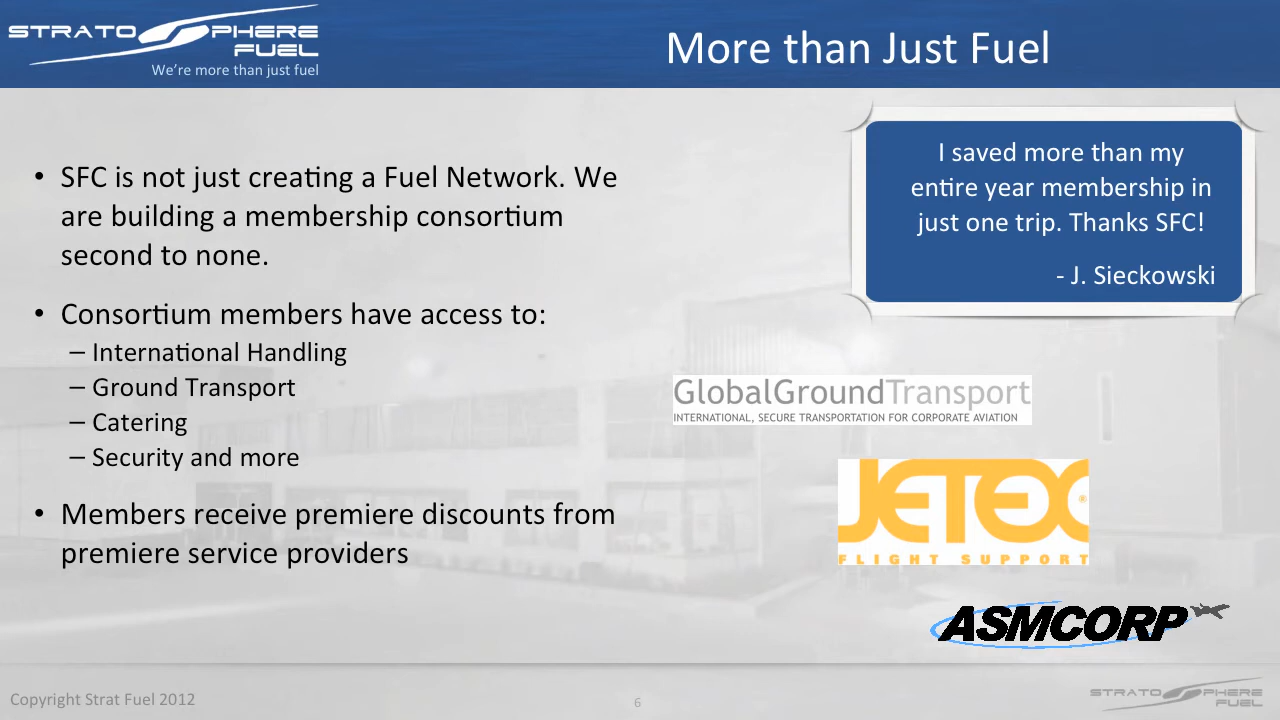 STRATOSPHERE
FUEL
We're more than just fuel
More than Just Fuel
• SFC is not just creating a Fuel Network. We
are building a membership consortium
second to none.
• Consortium members have access to:
– International Handling
– Ground Transport
– Catering
– Security and more
• Members receive premiere discounts from
premiere service providers
I saved more than my
entire year membership in
just one trip. Thanks SFC!
- J. Sieckowski
GlobalGroundTransport
INTERNATIONAL, SECURE TRANSPORTATION FOR CORPORATE AVIATION
JETEX®
FLIGHT SUPPORT
ASMCORP
Copyright Strat Fuel 2012
6
STRATOSPHERE
FUEL